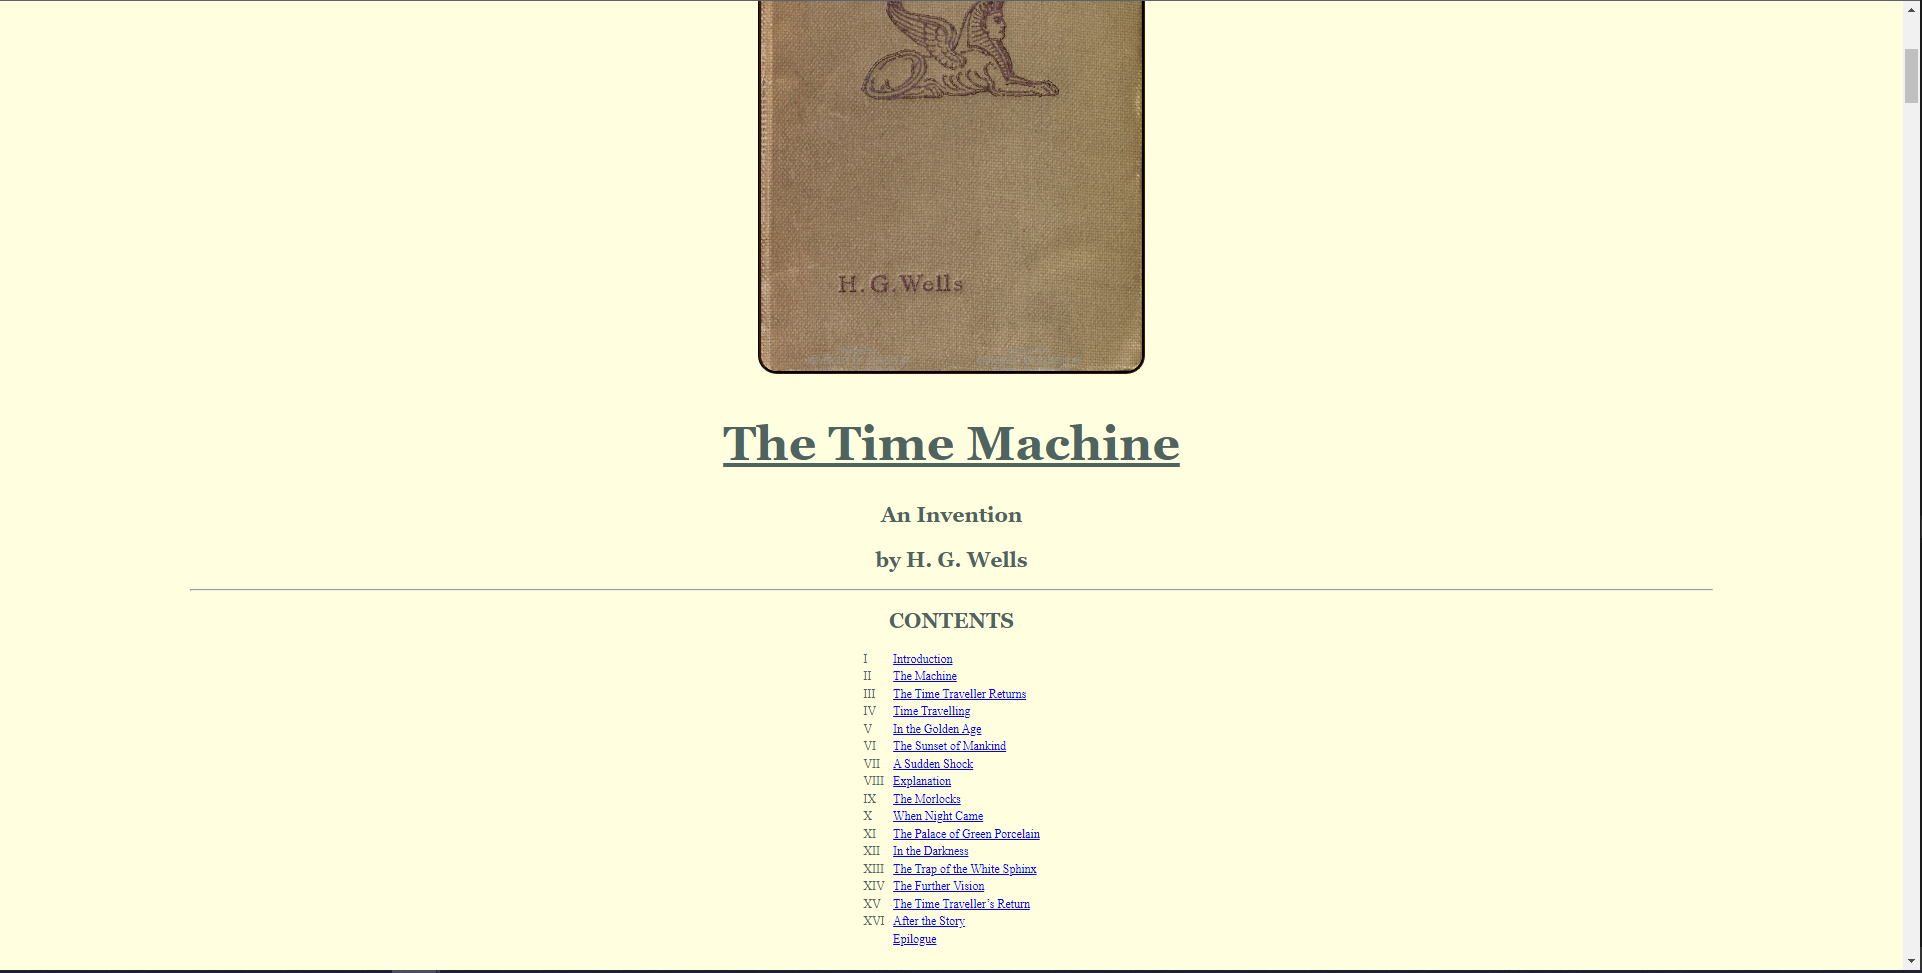 H. G. Wells
The Time Machine
An Invention
by H. G. Wells
CONTENTS
I Introduction
II The Machine
III The Time Traveller Returns
IV Time Travelling
V In the Golden Age
VI The Sunset of Mankind
VII A Sudden Shock
VIII Explanation
IX The Morlocks
X When Night Came
XI The Palace of Green Porcelain
XII In the Darkness
XIII The Trap of the White Sphinx
XIV The Further Vision
XV The Time Traveller’s Return
XVI After the Story
Epilogue